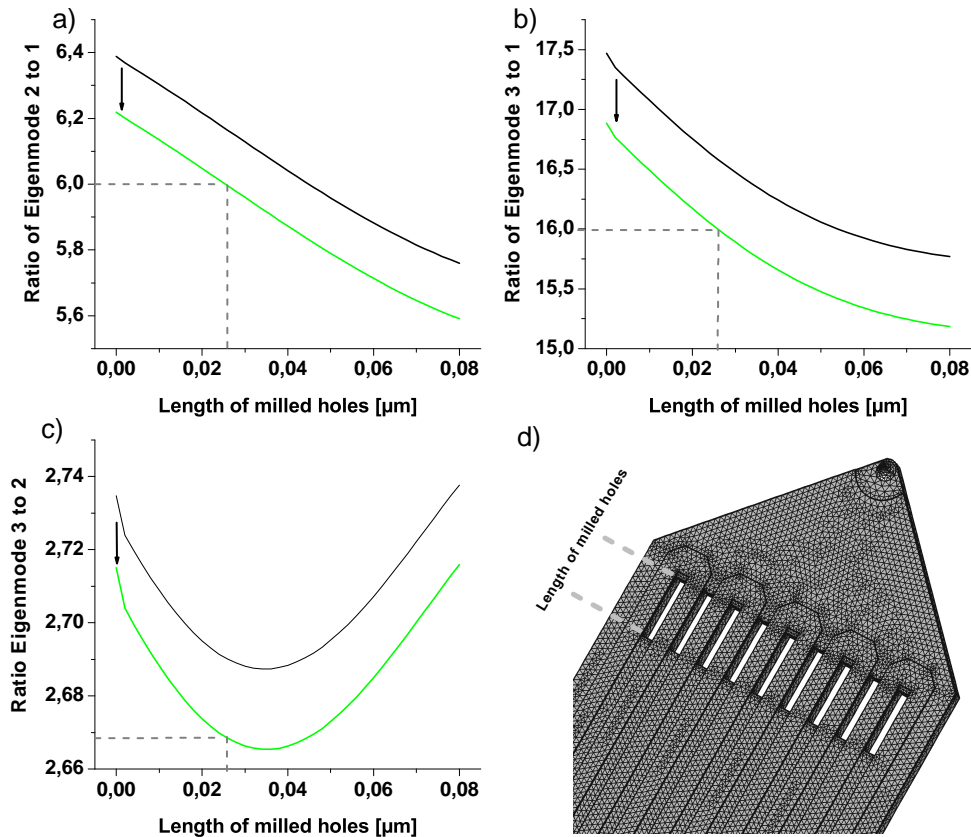 a)
Ratio of Eigenmode 2 to 1
6,4
6,2
6,0
5,8
5,6
0,00 0,02 0,04 0,06 0,08
Length of milled holes [µm]
b)
Ratio of Eigenmode 3 to 1
17,5
17,0
16,5
16,0
15,5
15,0
0,00 0,02 0,04 0,06 0,08
Length of milled holes [µm]
c)
Ratio Eigenmode 3 to 2
2,74
2,72
2,70
2,68
2,66
0,00 0,02 0,04 0,06 0,08
Length of milled holes [µm]
d)
Length of milled holes